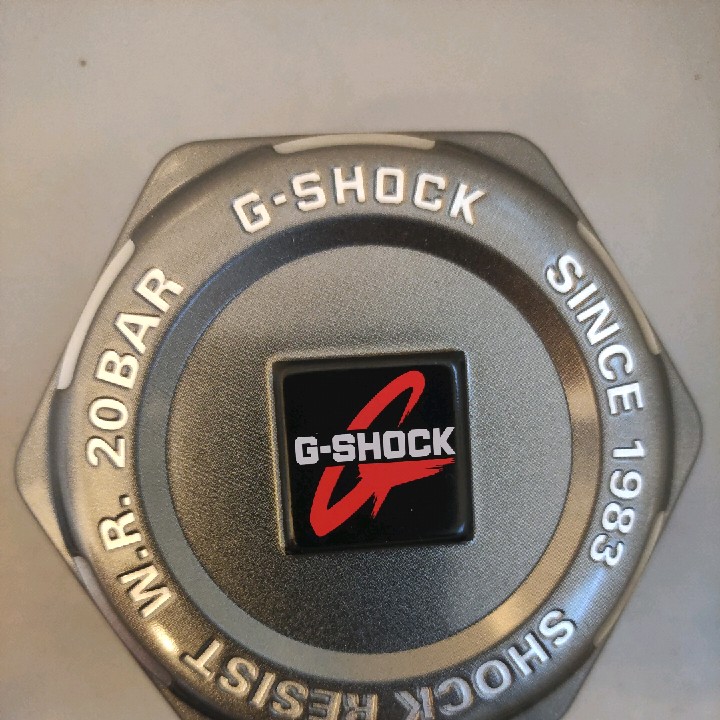 G-SHOCK
SINCE 1983
SHOCK RESIST
W.R. 20BAR
G-SHOCK